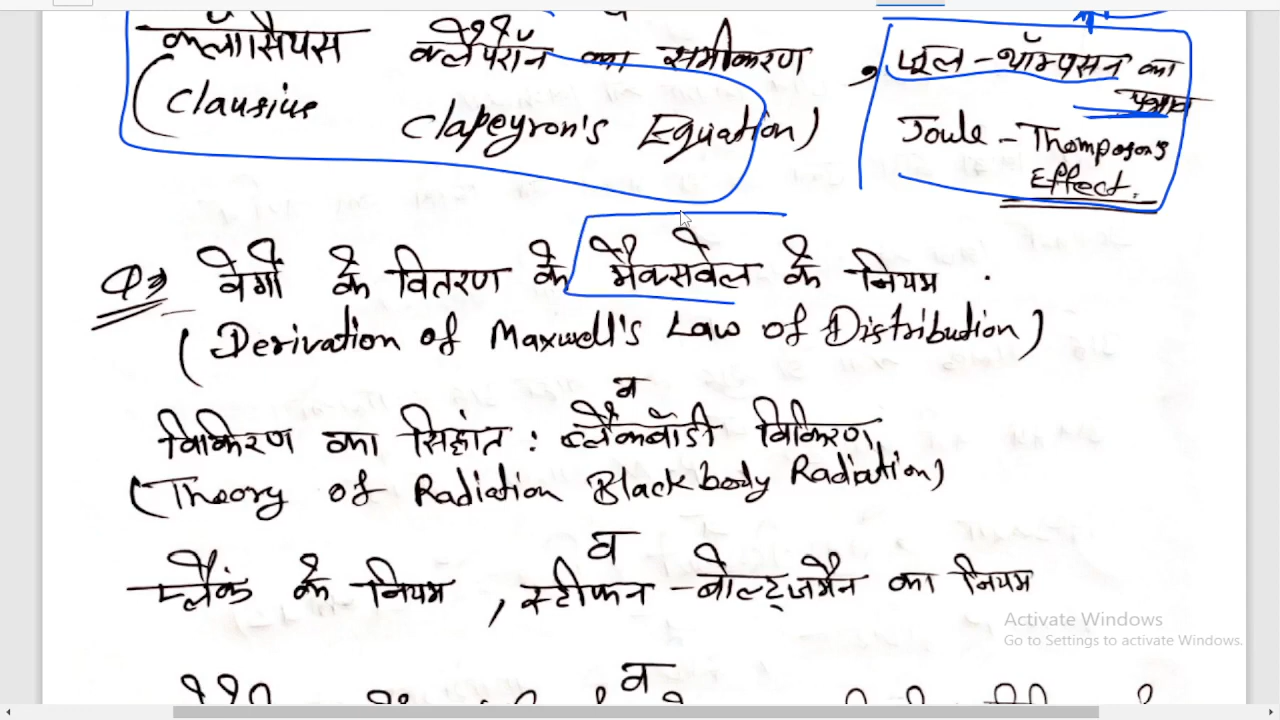 क्लासियस क्लेपरॉन का समीकरण , जूल - थॉम्पसन का
प्रभाव
(Clausius Clapeyron's Equation)
Joule - Thompson's
Effect.
Q3 वेगों के वितरण के मैक्सवेल के नियम .
(Derivation of Maxwell's Law of Distribution)
व
विकिरण का सिद्धांत : ब्लैकबॉडी विकिरण,
(Theory of Radiation Blackbody Radiation)
व
प्लैंक के नियम , स्टीफन - बोल्ट्जमैन का नियम
व
Activate Windows
Go to Settings to activate Windows.